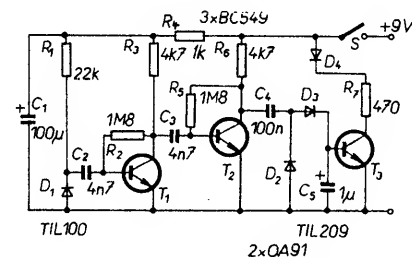 3xBC549
R4
1k
S
+9V
R1
22k
R3
4k7
R6
4k7
D4
R5
1M8
C4
100n
D3
R7
470
+
C1
100µ
1M8
R2
C3
4n7
C2
4n7
D1
T1
T2
D2
+
C5
1µ
T3
TIL100
TIL209
2xOA91